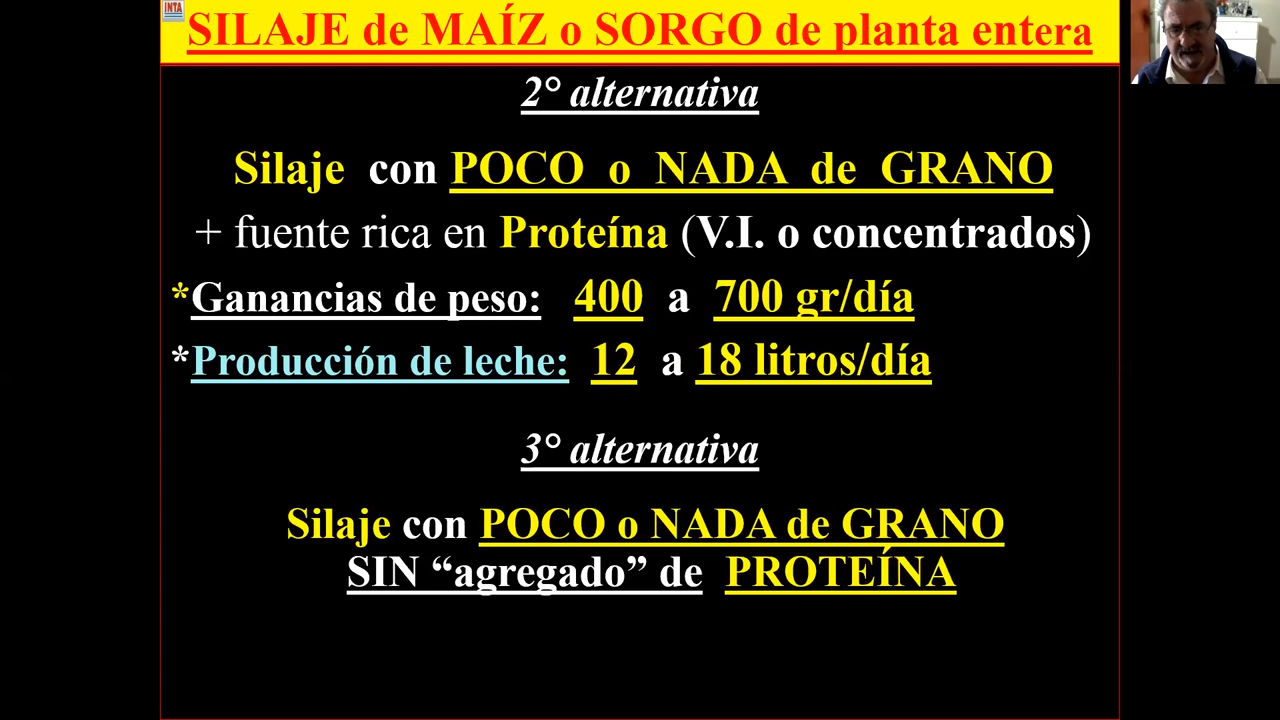 INTA
SILAJE de MAÍZ o SORGO de planta entera
2° alternativa
Silaje con POCO o NADA de GRANO
+ fuente rica en Proteína (V.I. o concentrados)
*Ganancias de peso: 400 a 700 gr/día
*Producción de leche: 12 a 18 litros/día
3° alternativa
Silaje con POCO o NADA de GRANO
SIN “agregado” de PROTEÍNA